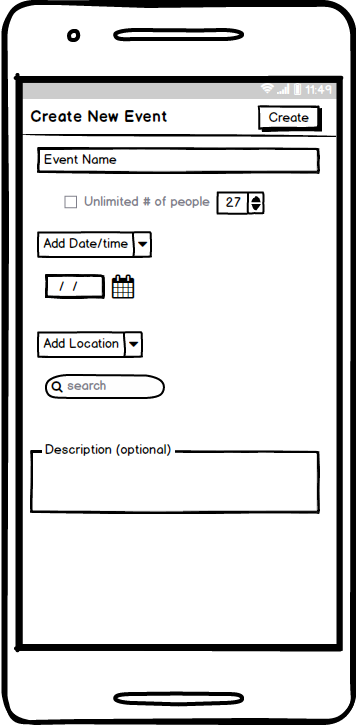 11:49
Create New Event Create
Event Name
Unlimited # of people 27
Add Date/time
/ /
Add Location
search
Description (optional)